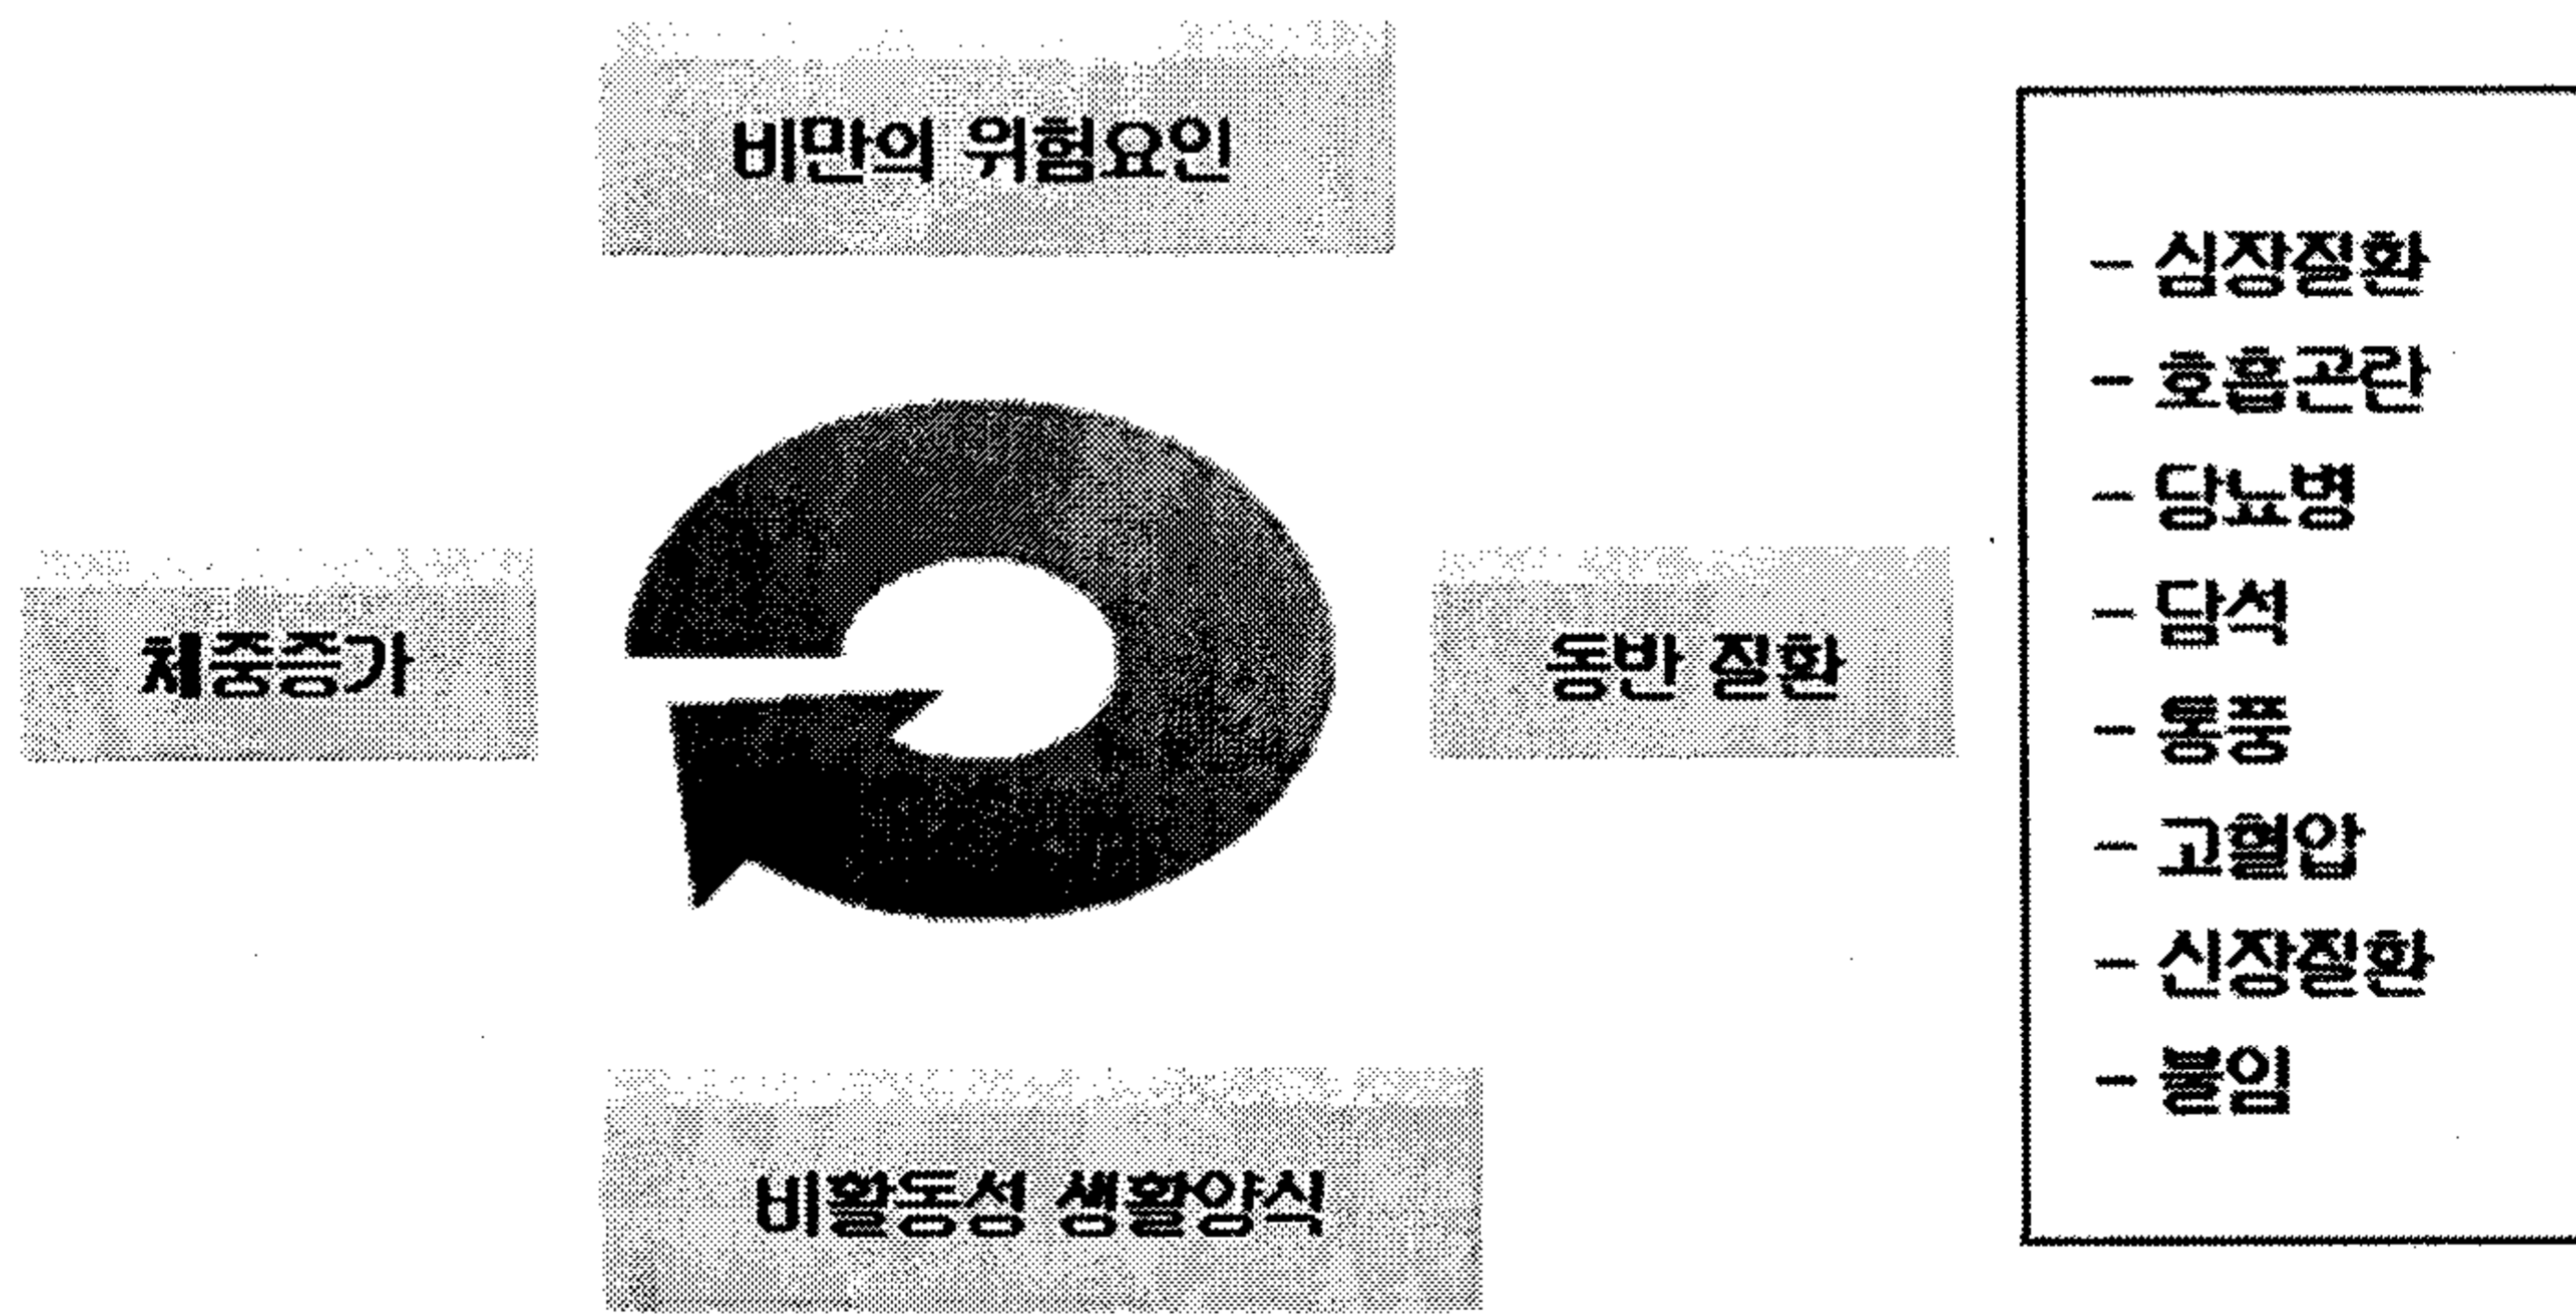 비만의 위험요인
체중증가
동반 질환
비활동성 생활양식
- 심장질환
- 호흡곤란
- 당뇨병
- 담석
- 통풍
- 고혈압
- 신장질환
- 불임